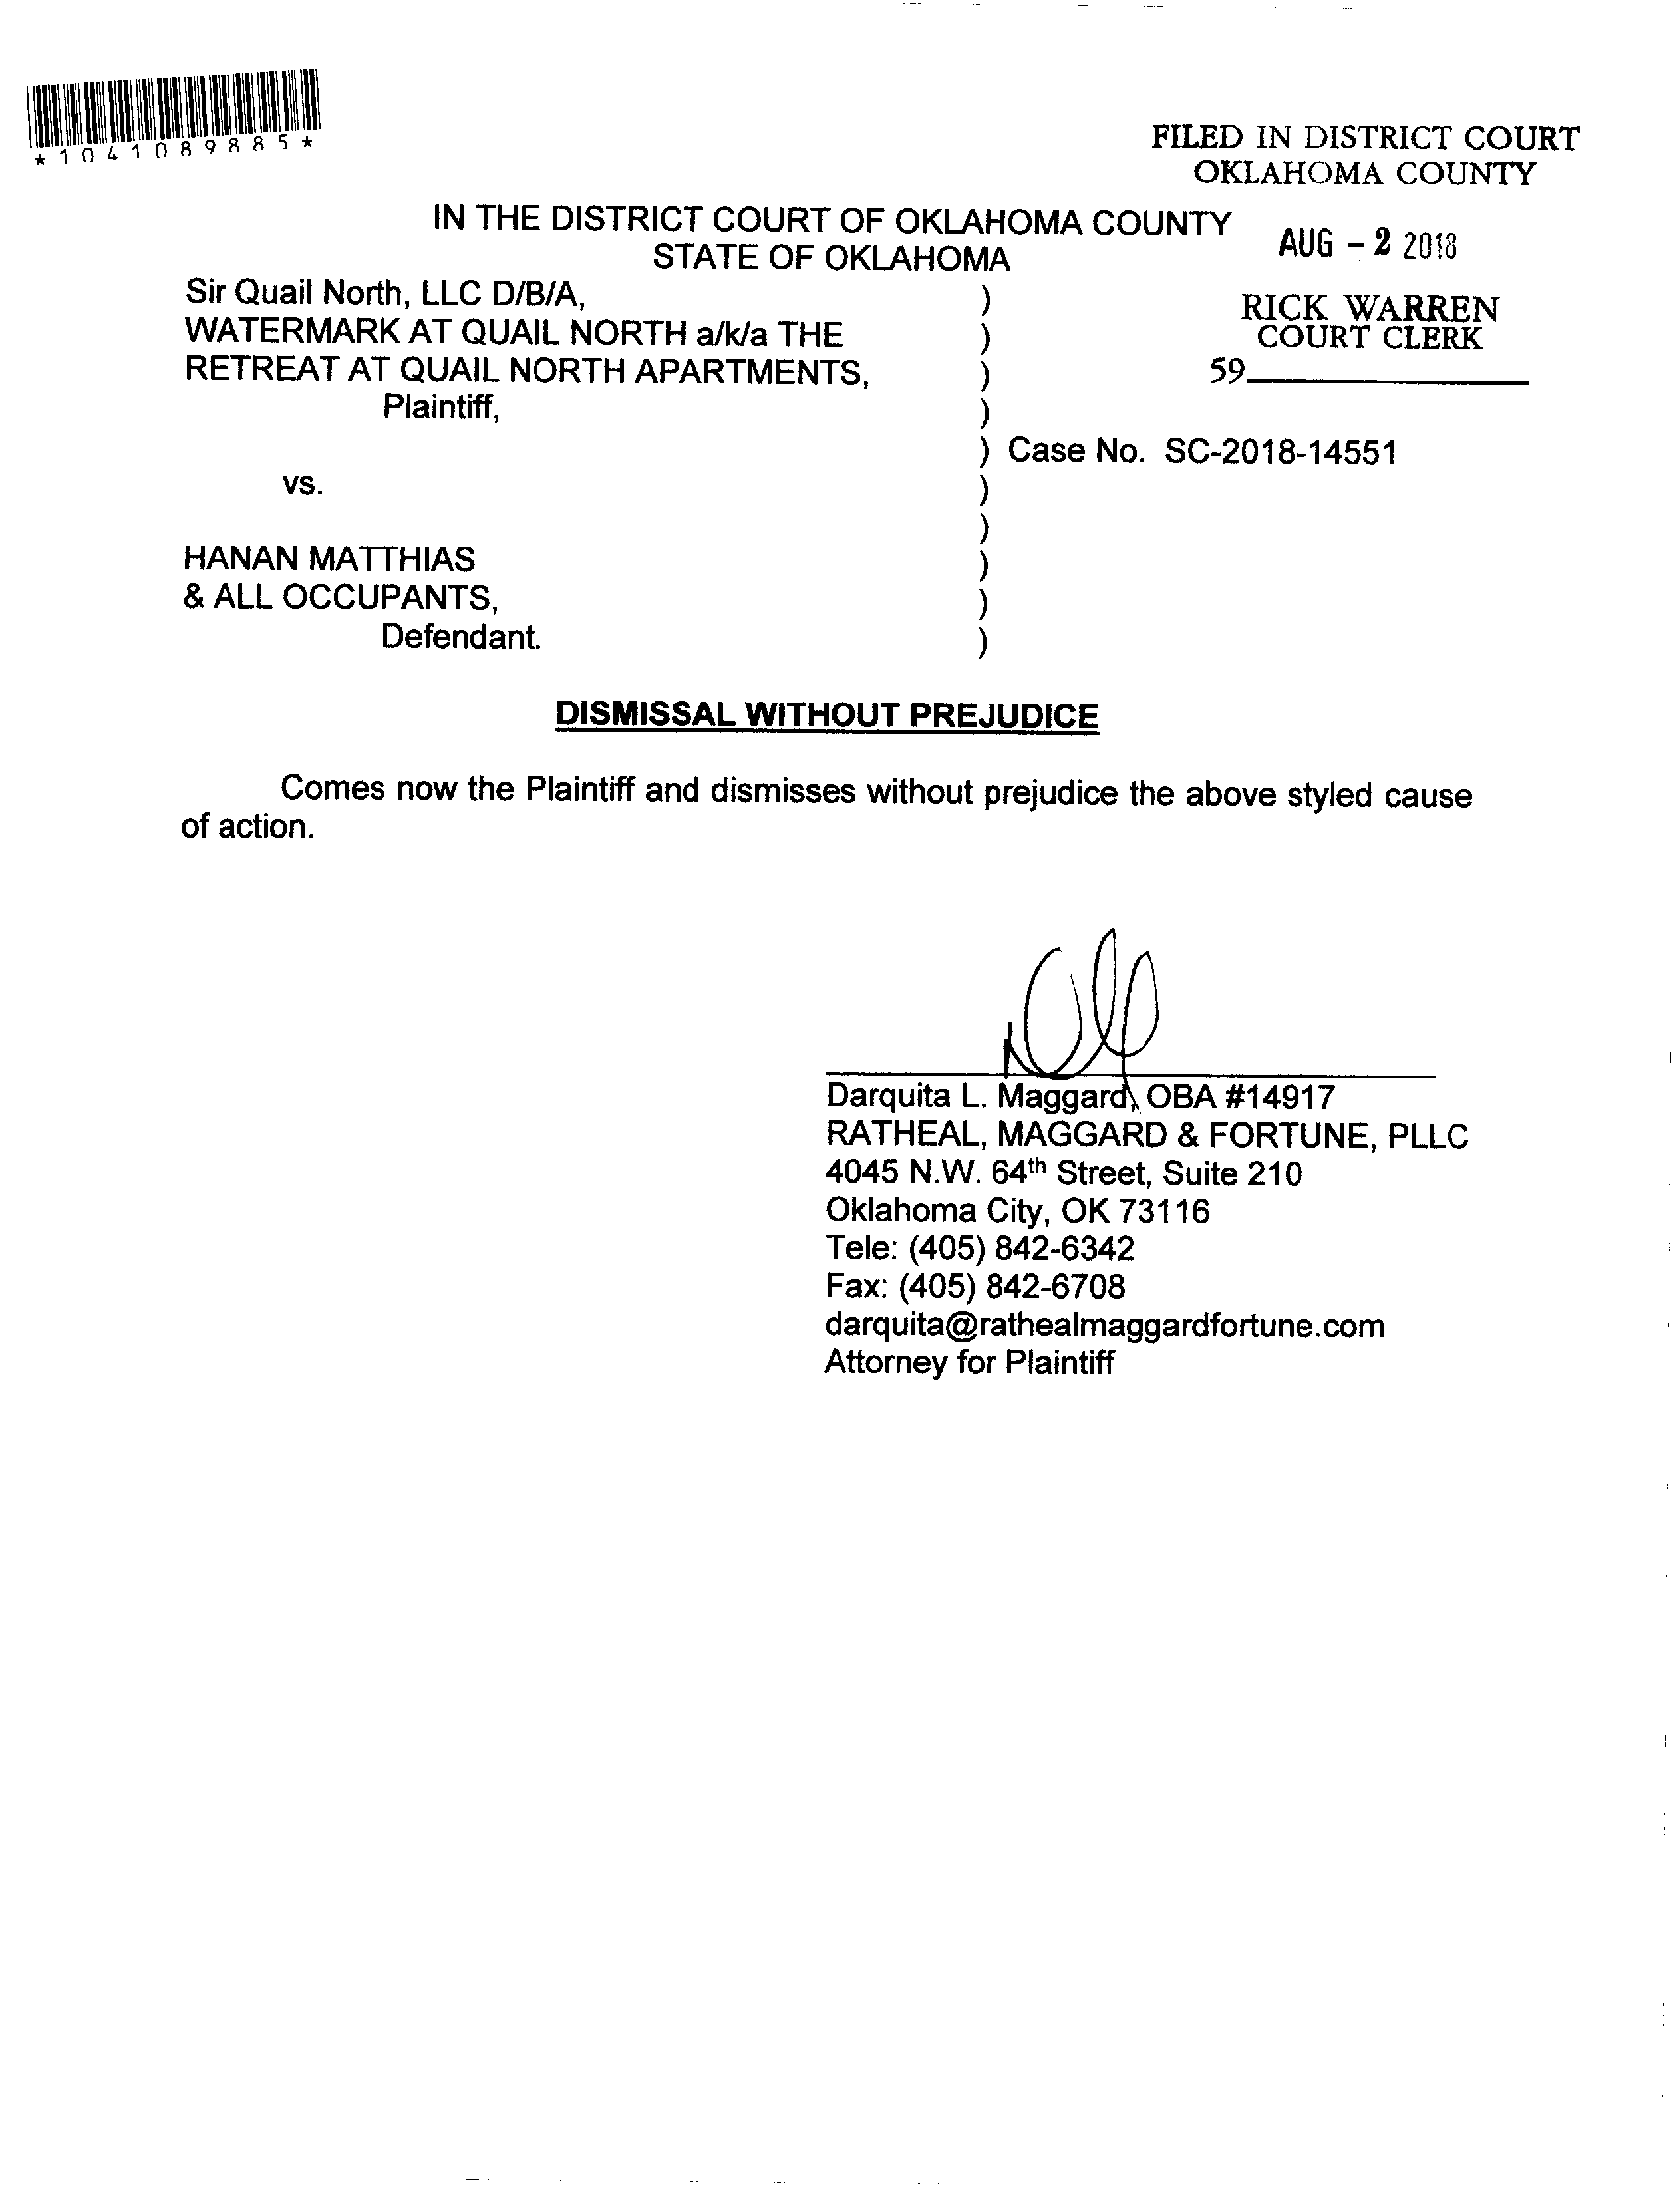 *1041089885*
FILED IN DISTRICT COURT
OKLAHOMA COUNTY
IN THE DISTRICT COURT OF OKLAHOMA COUNTY
STATE OF OKLAHOMA
AUG - 2 2018
RICK WARREN
COURT CLERK
59
Sir Quail North, LLC D/B/A, )
WATERMARK AT QUAIL NORTH a/k/a THE )
RETREAT AT QUAIL NORTH APARTMENTS, )
Plaintiff, )
) Case No. SC-2018-14551
vs. )
)
HANAN MATTHIAS )
& ALL OCCUPANTS, )
Defendant. )
DISMISSAL WITHOUT PREJUDICE
Comes now the Plaintiff and dismisses without prejudice the above styled cause
of action.
Darquita L. Maggard, OBA #14917
RATHEAL, MAGGARD & FORTUNE, PLLC
4045 N.W. 64th Street, Suite 210
Oklahoma City, OK 73116
Tele: (405) 842-6342
Fax: (405) 842-6708
darquita@rathealmaggardfortune.com
Attorney for Plaintiff